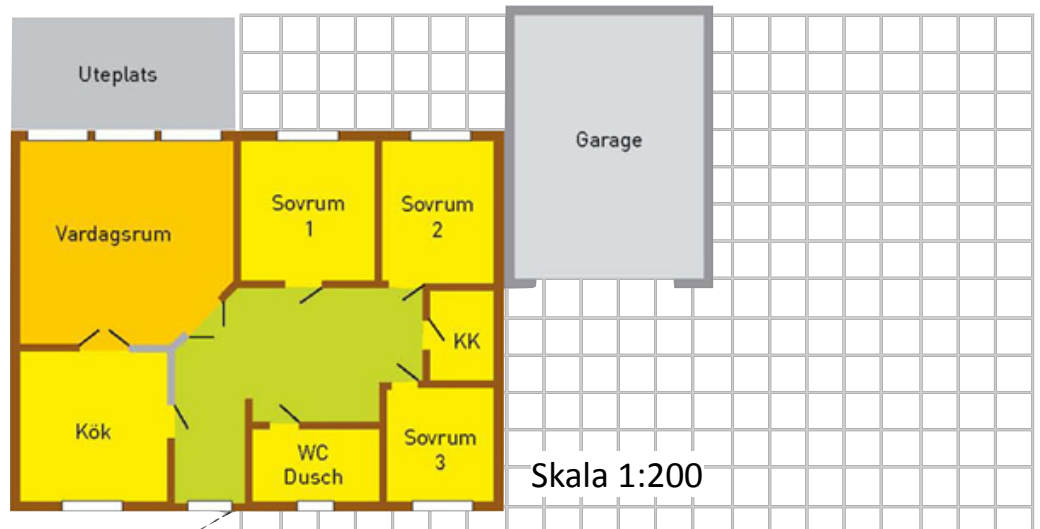 Uteplats
Garage
Sovrum
1
Sovrum
2
Vardagsrum
KK
Kök
WC
Dusch
Sovrum
3
Skala 1:200